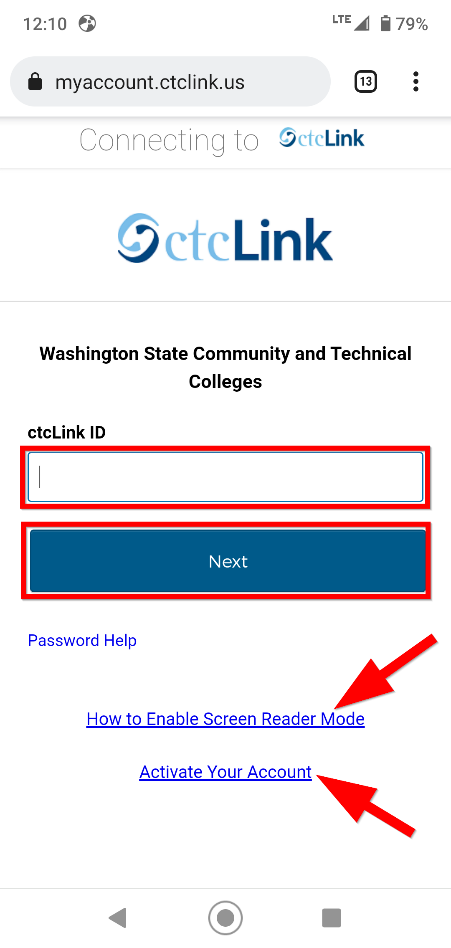 12:10 LTE 79%
myaccount.ctclink.us 13
Connecting to ctcLink
ctcLink
Washington State Community and Technical
Colleges
ctcLink ID
Next
Password Help
How to Enable Screen Reader Mode
Activate Your Account